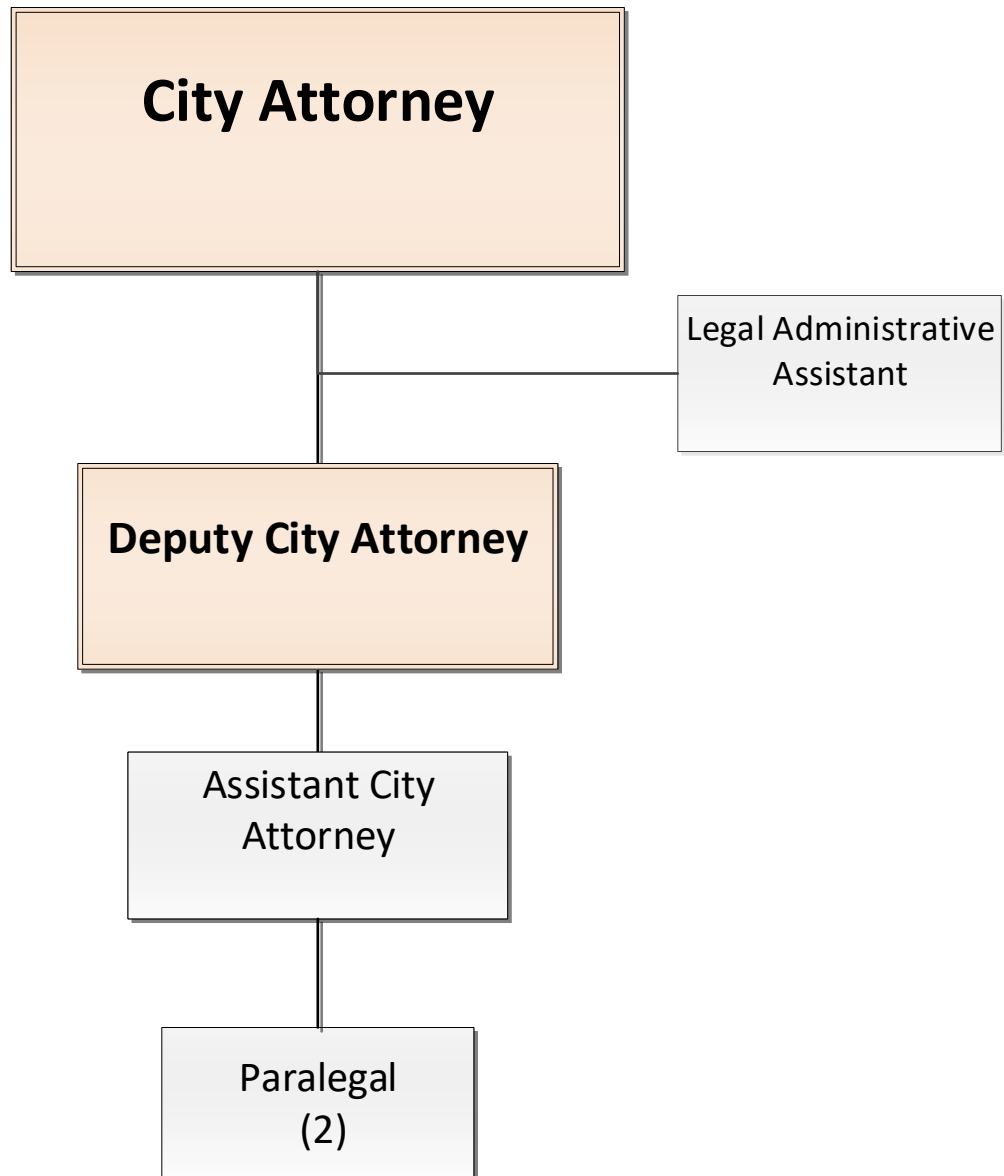 City Attorney
Legal Administrative
Assistant
Deputy City Attorney
Assistant City
Attorney
Paralegal
(2)